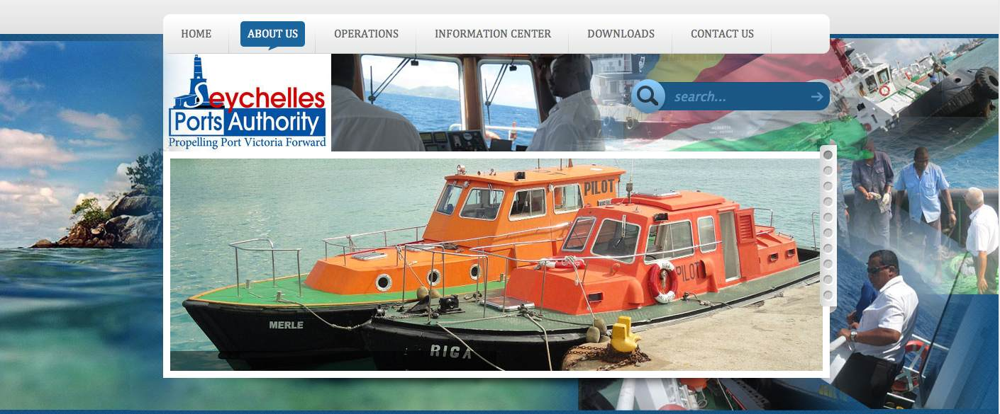 HOME
ABOUT US
OPERATIONS
INFORMATION CENTER
DOWNLOADS
CONTACT US
Seychelles
Ports Authority
Propelling Port Victoria Forward
search...
PILOT
PILOT
MERLE
RIGA